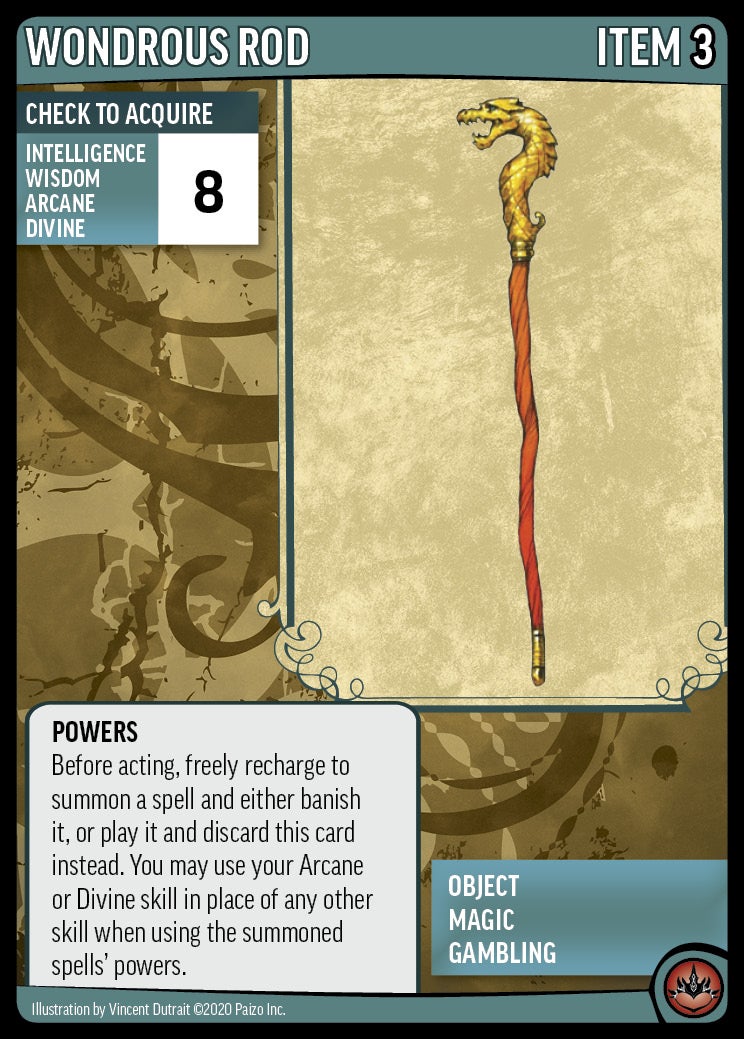 WONDROUS ROD
ITEM 3
CHECK TO ACQUIRE
INTELLIGENCE
WISDOM
ARCANE
DIVINE
8
POWERS
Before acting, freely recharge to
summon a spell and either banish
it, or play it and discard this card
instead. You may use your Arcane
or Divine skill in place of any other
skill when using the summoned
spells’ powers.
OBJECT
MAGIC
GAMBLING
Illustration by Vincent Dutrait ©2020 Paizo Inc.